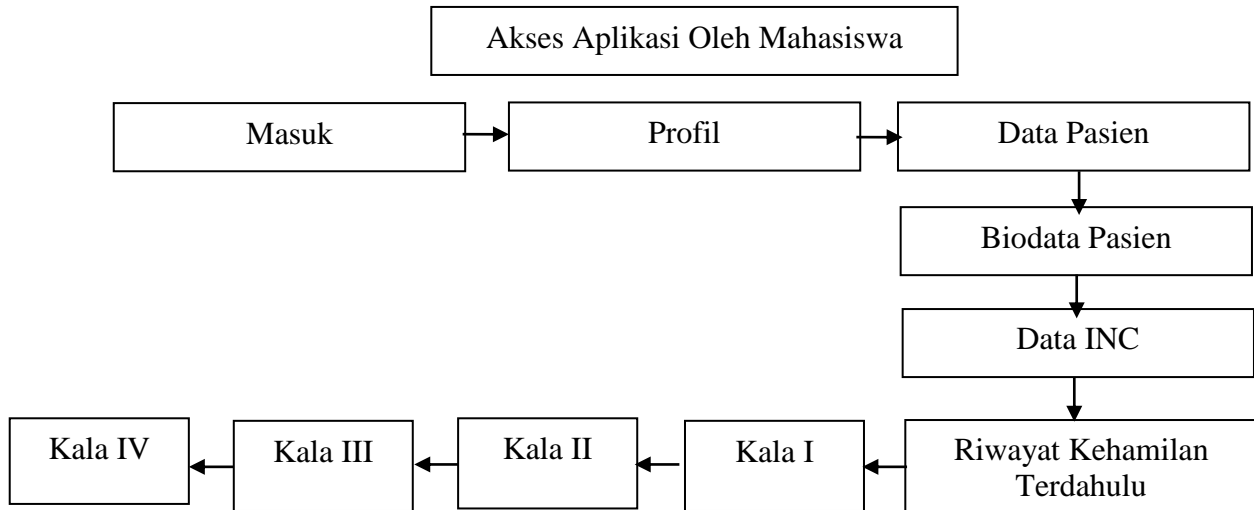 Akses Aplikasi Oleh Mahasiswa
Masuk
Profil
Data Pasien
Biodata Pasien
Data INC
Riwayat Kehamilan
Terdahulu
Kala I
Kala II
Kala III
Kala IV